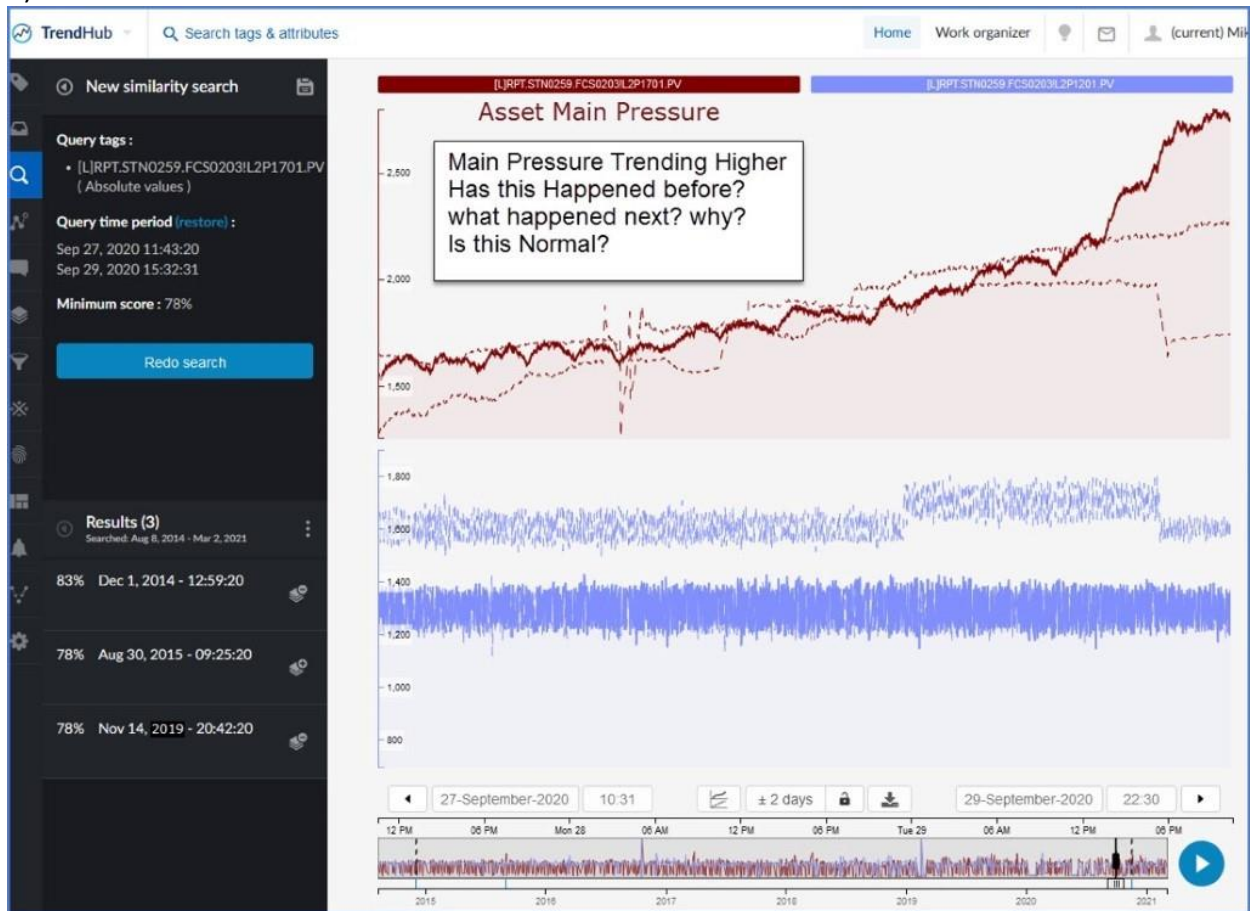 TrendHub
Search tags & attributes
Home
Work organizer
(current) Mik
New similarity search
Query tags :
• [L]RPT.STN0259.FCS0203!L2P1701.PV
( Absolute values )
Query time period (restore) :
Sep 27, 2020 11:43:20
Sep 29, 2020 15:32:31
Minimum score : 78%
Redo search
Results (3)
Searched: Aug 8, 2014 - Mar 2, 2021
83% Dec 1, 2014 - 12:59:20
78% Aug 30, 2015 - 09:25:20
78% Nov 14, 2019 - 20:42:20
[L]RPT.STN0259.FCS0203!L2P1701.PV
[L]RPT.STN0259.FCS0203!L2P1201.PV
Asset Main Pressure
Main Pressure Trending Higher
Has this Happened before?
what happened next? why?
Is this Normal?
2,500
2,000
1,500
1,800
1,600
1,400
1,200
1,000
800
27-September-2020 10:31
± 2 days
29-September-2020 22:30
12 PM 06 PM Mon 28 06 AM 12 PM 06 PM Tue 29 06 AM 12 PM 06 PM
2015 2016 2017 2018 2019 2020 2021